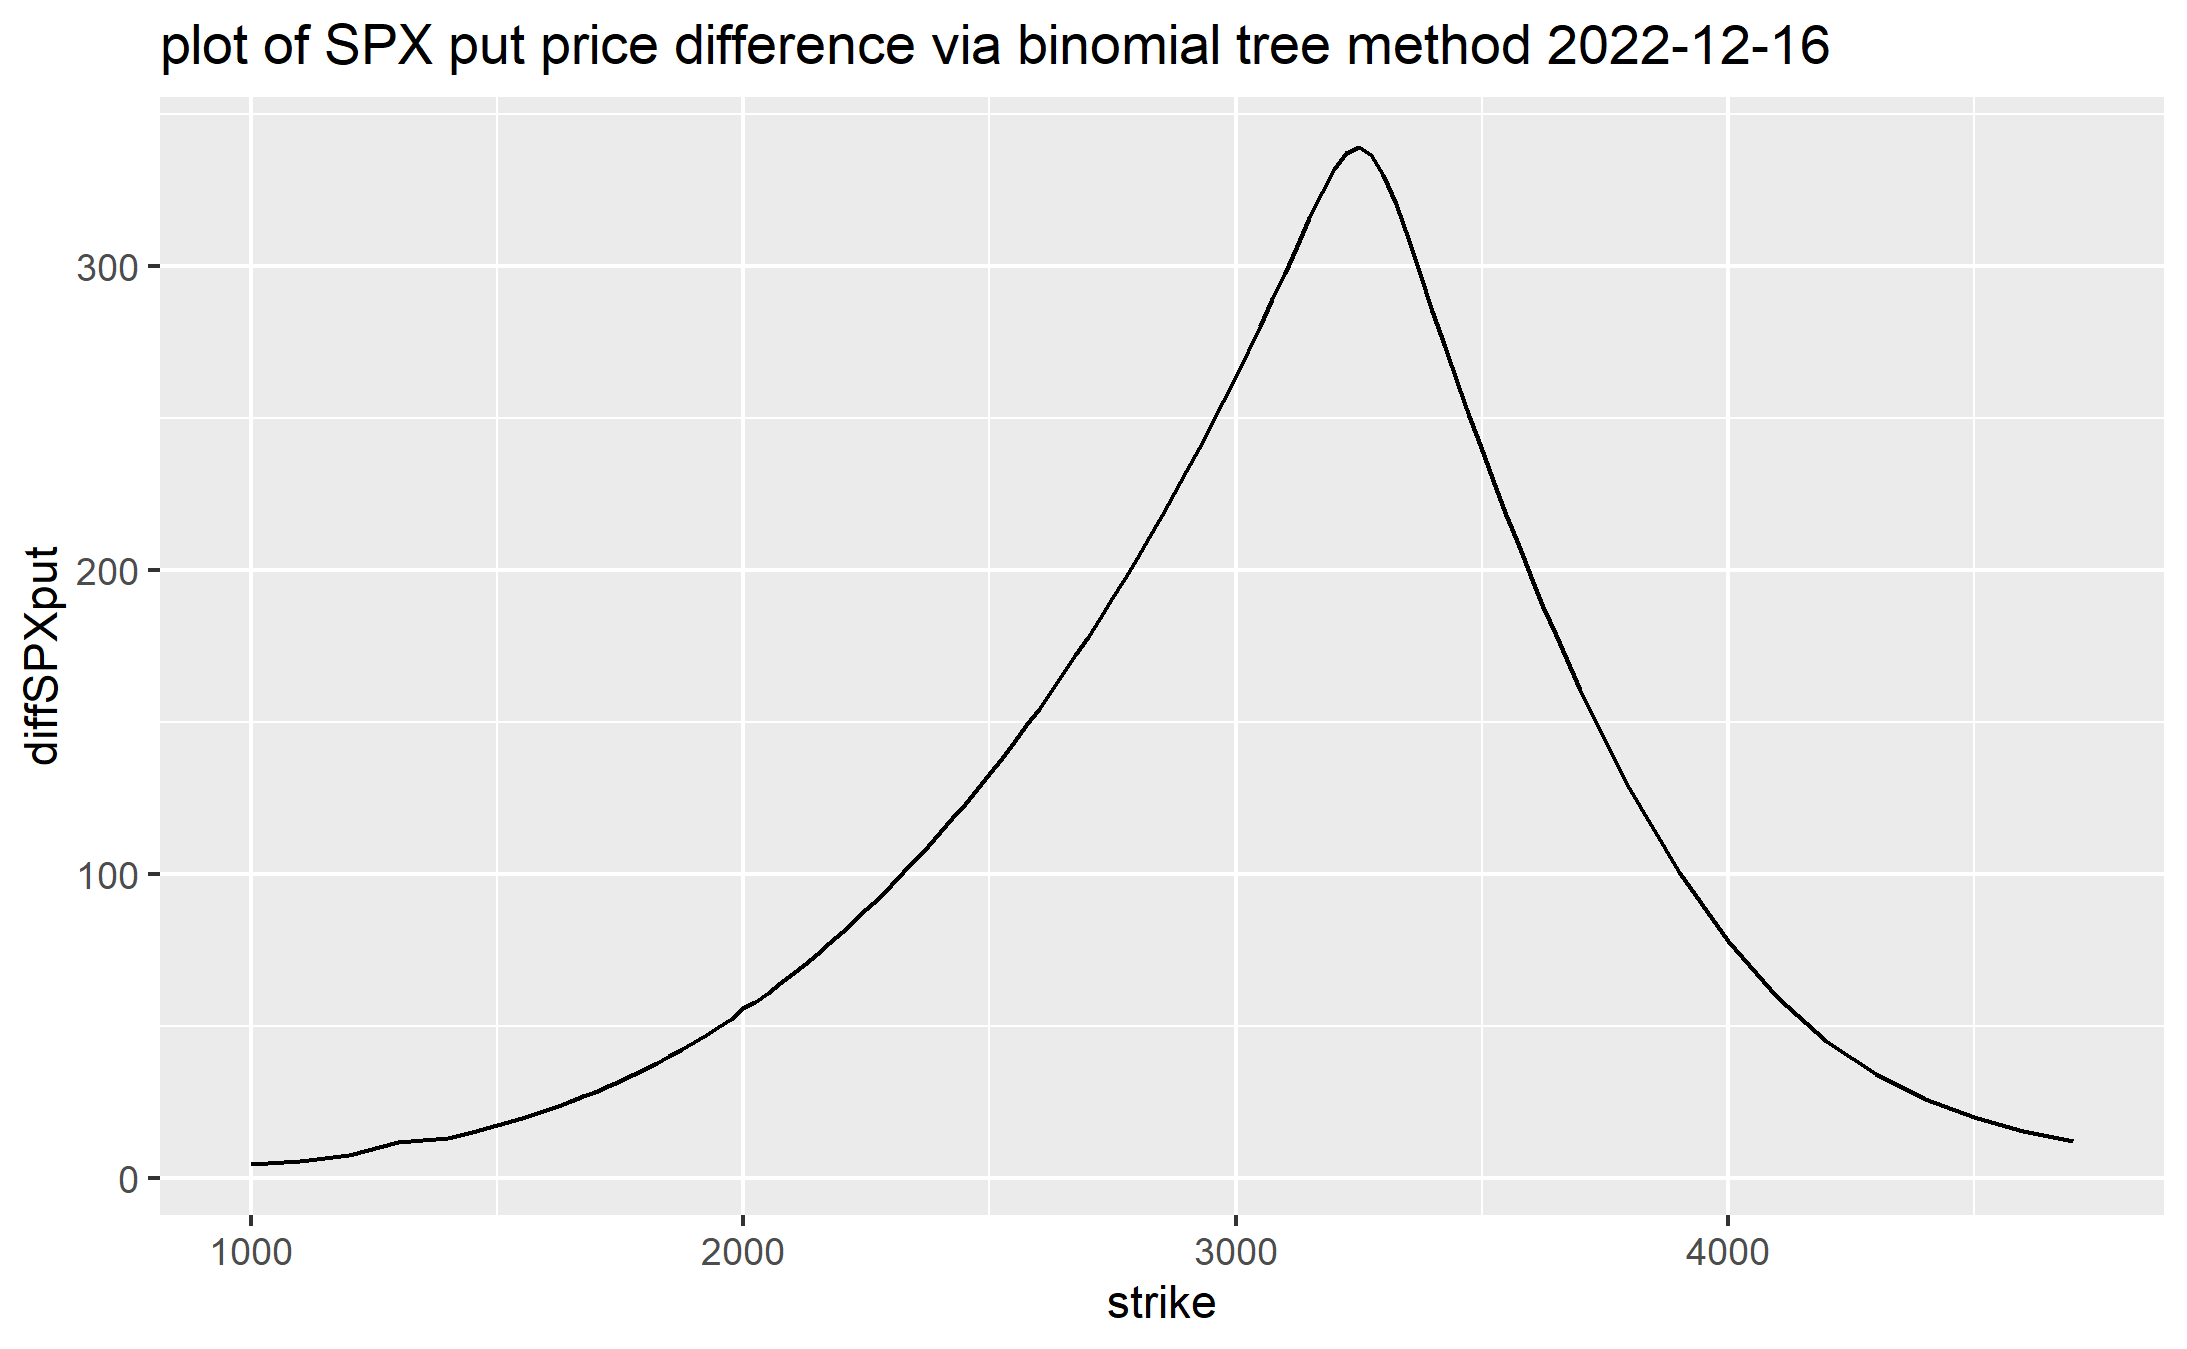 plot of SPX put price difference via binomial tree method 2022-12-16
diffSPXput
300
200
100
0
1000 2000 3000 4000
strike